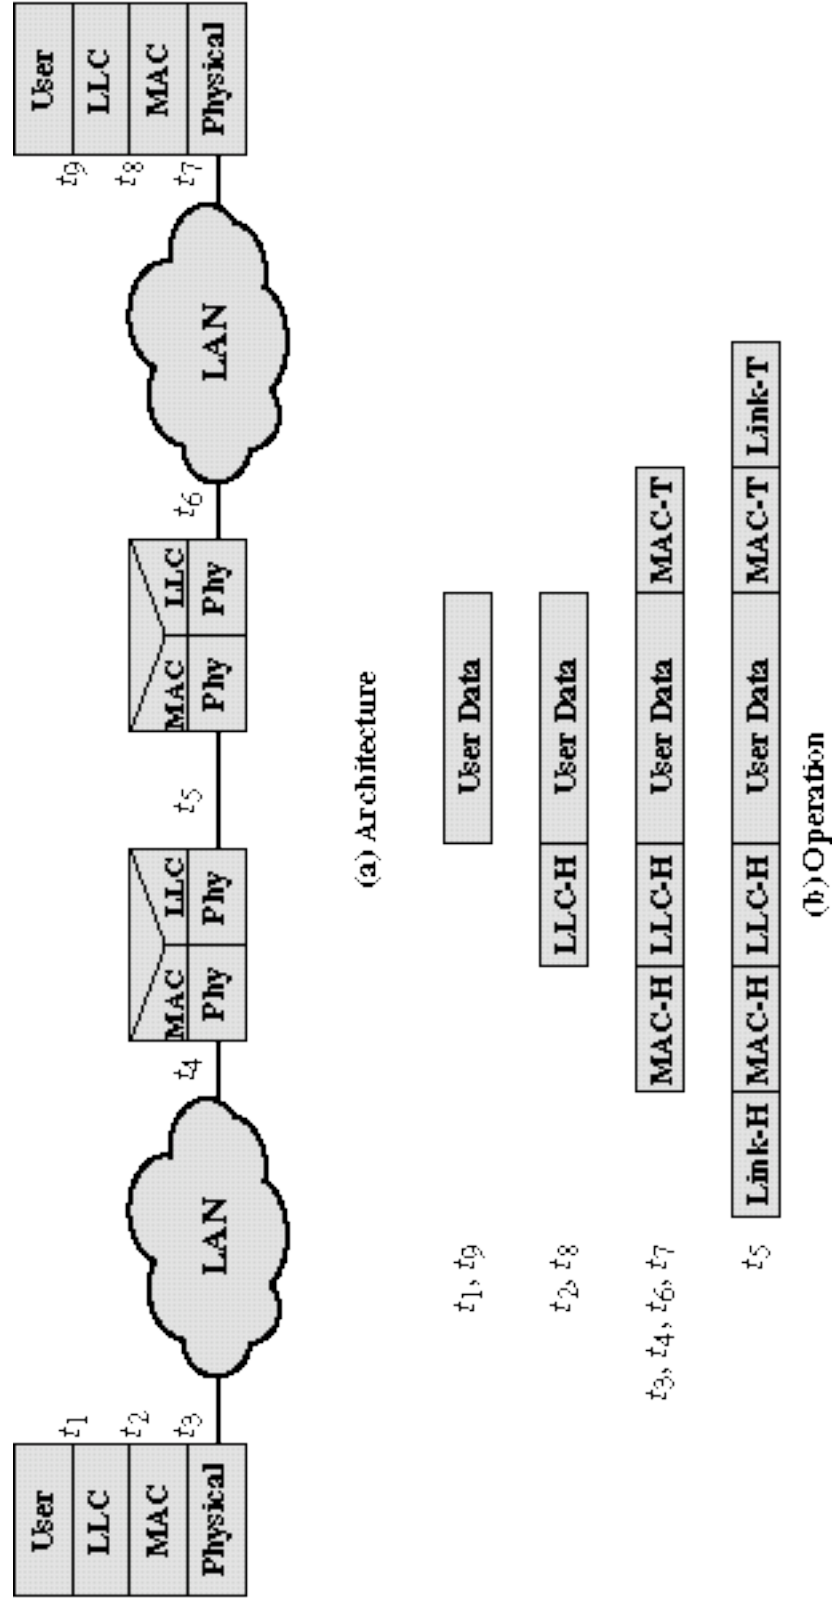 User
LLC
MAC
Physical
t1
t2
t3
LAN
t4
MAC LLC
Phy Phy
t5
MAC LLC
Phy Phy
t6
LAN
t9
t8
t7
User
LLC
MAC
Physical
(a) Architecture
t1, t9 User Data
t2, t8 LLC-H User Data
t3, t4, t6, t7 MAC-H LLC-H User Data MAC-T
t5 Link-H MAC-H LLC-H User Data MAC-T Link-T
(b) Operation